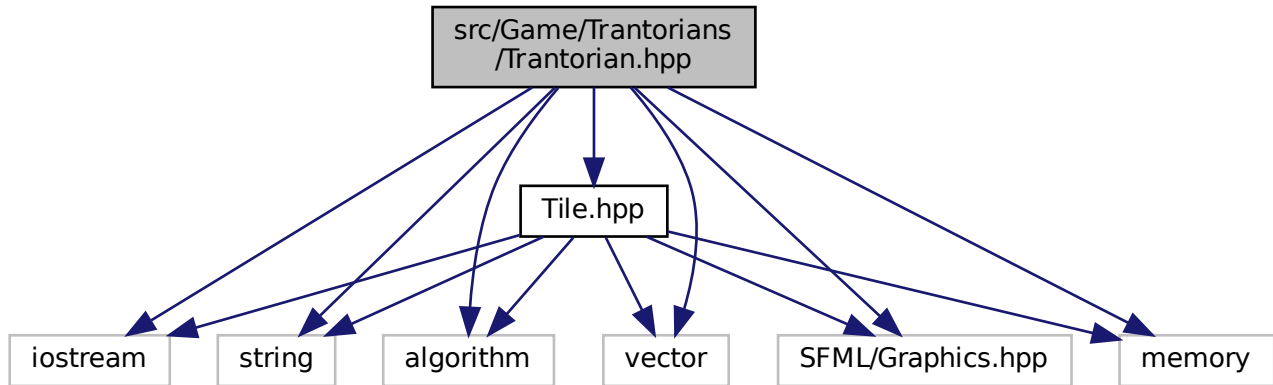 src/Game/Trantorians
/Trantorian.hpp
Tile.hpp
iostream
string
algorithm
vector
SFML/Graphics.hpp
memory